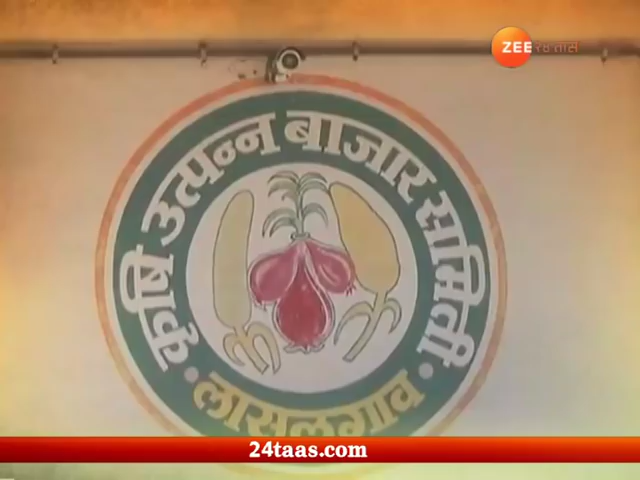 ZEE २४ तास
कृषि उत्पन्न बाजार समिती
लासलगाव
24taas.com